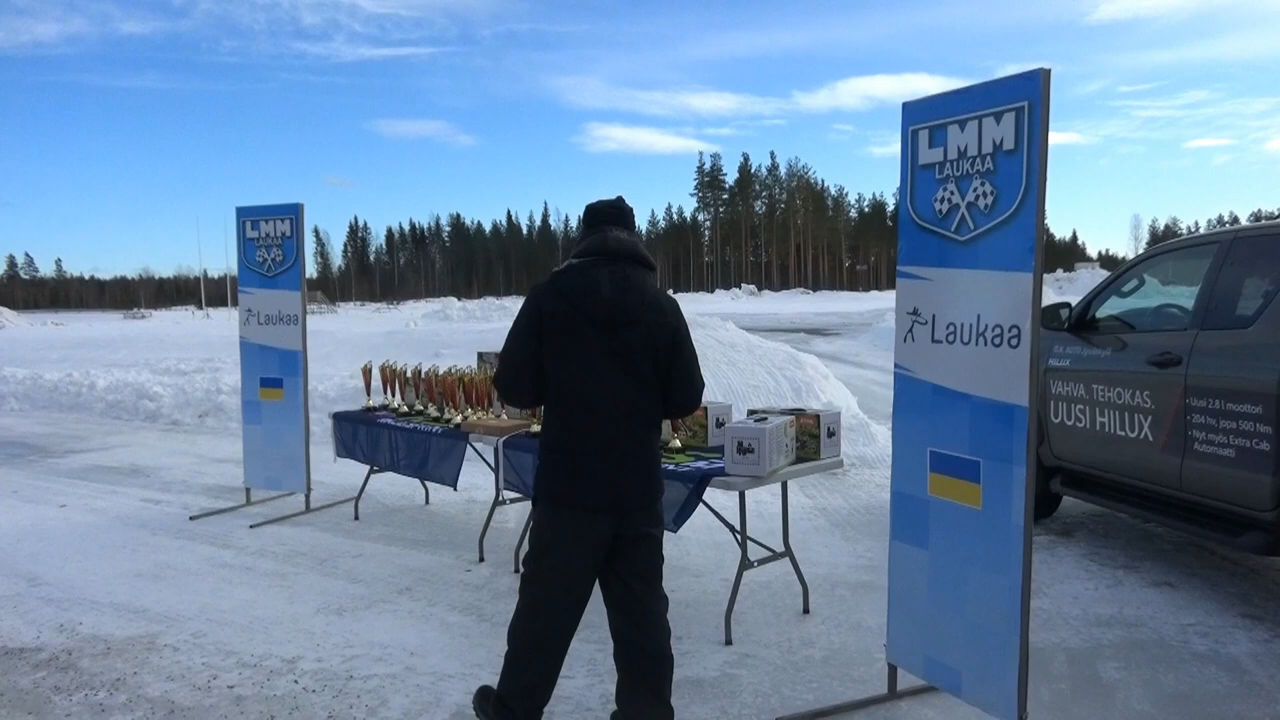 LMM
LAUKAA
Laukaa
LMM
LAUKAA
Laukaa
HILUX
VAHVA. TEHOKAS.
UUSI HILUX
• Uusi 2.8 l moottori
• 204 hv, jopa 500 Nm
• Nyt myös Extra Cab
Automaatti